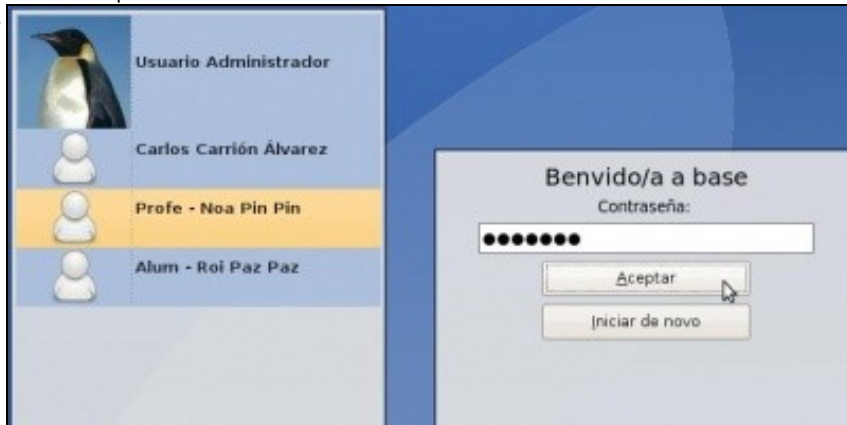 Usuario Administrador
Carlos Carrión Álvarez
Profe - Noa Pin Pin
Alum - Roi Paz Paz
Benvido/a a base
Contraseña:
●●●●●●●
Aceptar
Iniciar de novo